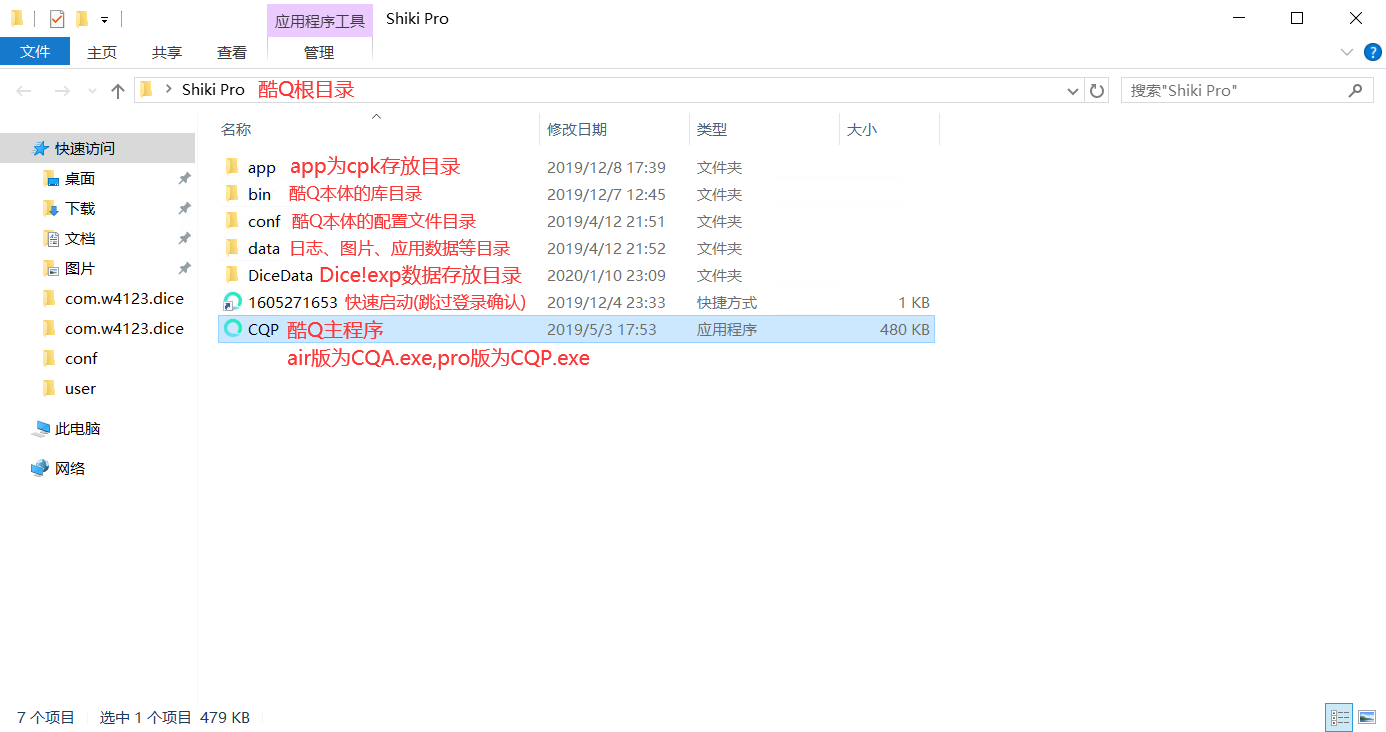 应用程序工具 Shiki Pro
文件 主页 共享 查看 管理
Shiki Pro 酷Q根目录 搜索"Shiki Pro"
名称 修改日期 类型 大小
快速访问
桌面
下载
文档
图片
com.w4123.dice
com.w4123.dice
conf
user
此电脑
网络
app app为cpk存放目录 2019/12/8 17:39 文件夹
bin 酷Q本体的库目录 2019/12/7 12:45 文件夹
conf 酷Q本体的配置文件目录 2019/4/12 21:51 文件夹
data 日志、图片、应用数据等目录 2019/4/12 21:52 文件夹
DiceData Dice!exp数据存放目录 2020/1/10 23:09 文件夹
1605271653 快速启动(跳过登录确认) 2019/12/4 23:33 快捷方式 1 KB
CQP 酷Q主程序 2019/5/3 17:53 应用程序 480 KB
air版为CQA.exe,pro版为CQP.exe
7 个项目 选中 1 个项目 479 KB